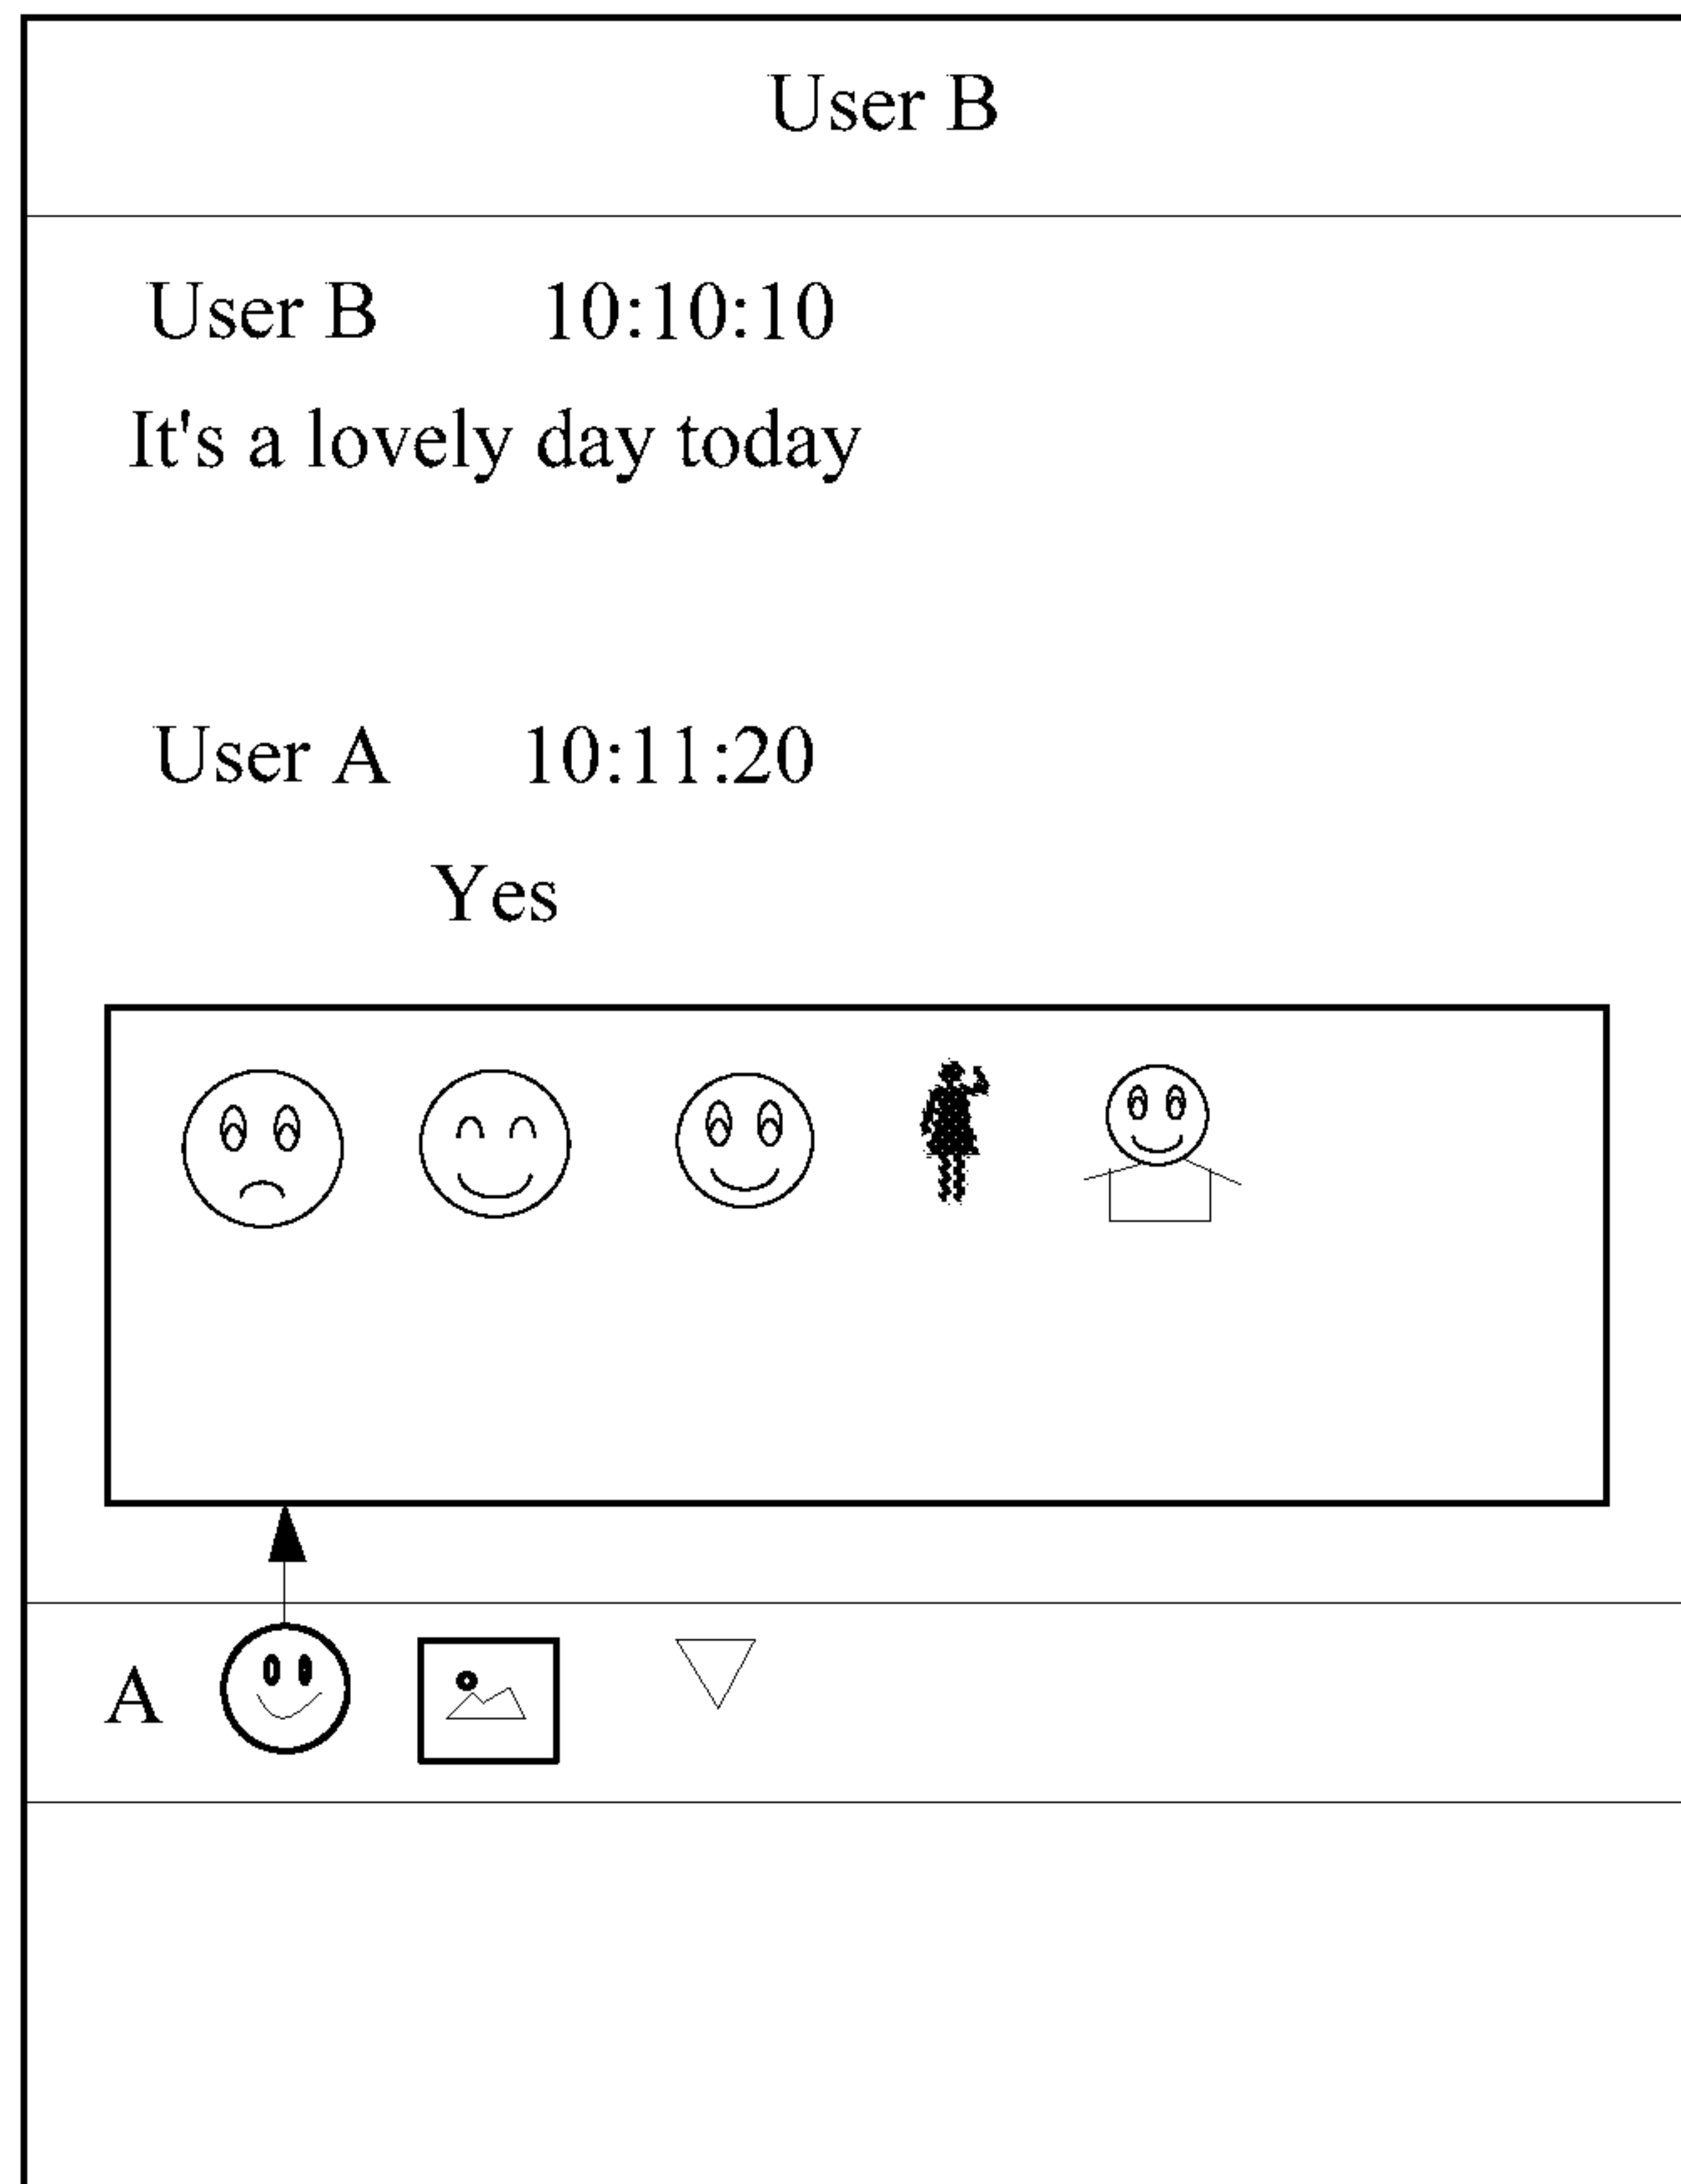 User B
User B 10:10:10
It's a lovely day today
User A 10:11:20
Yes
A